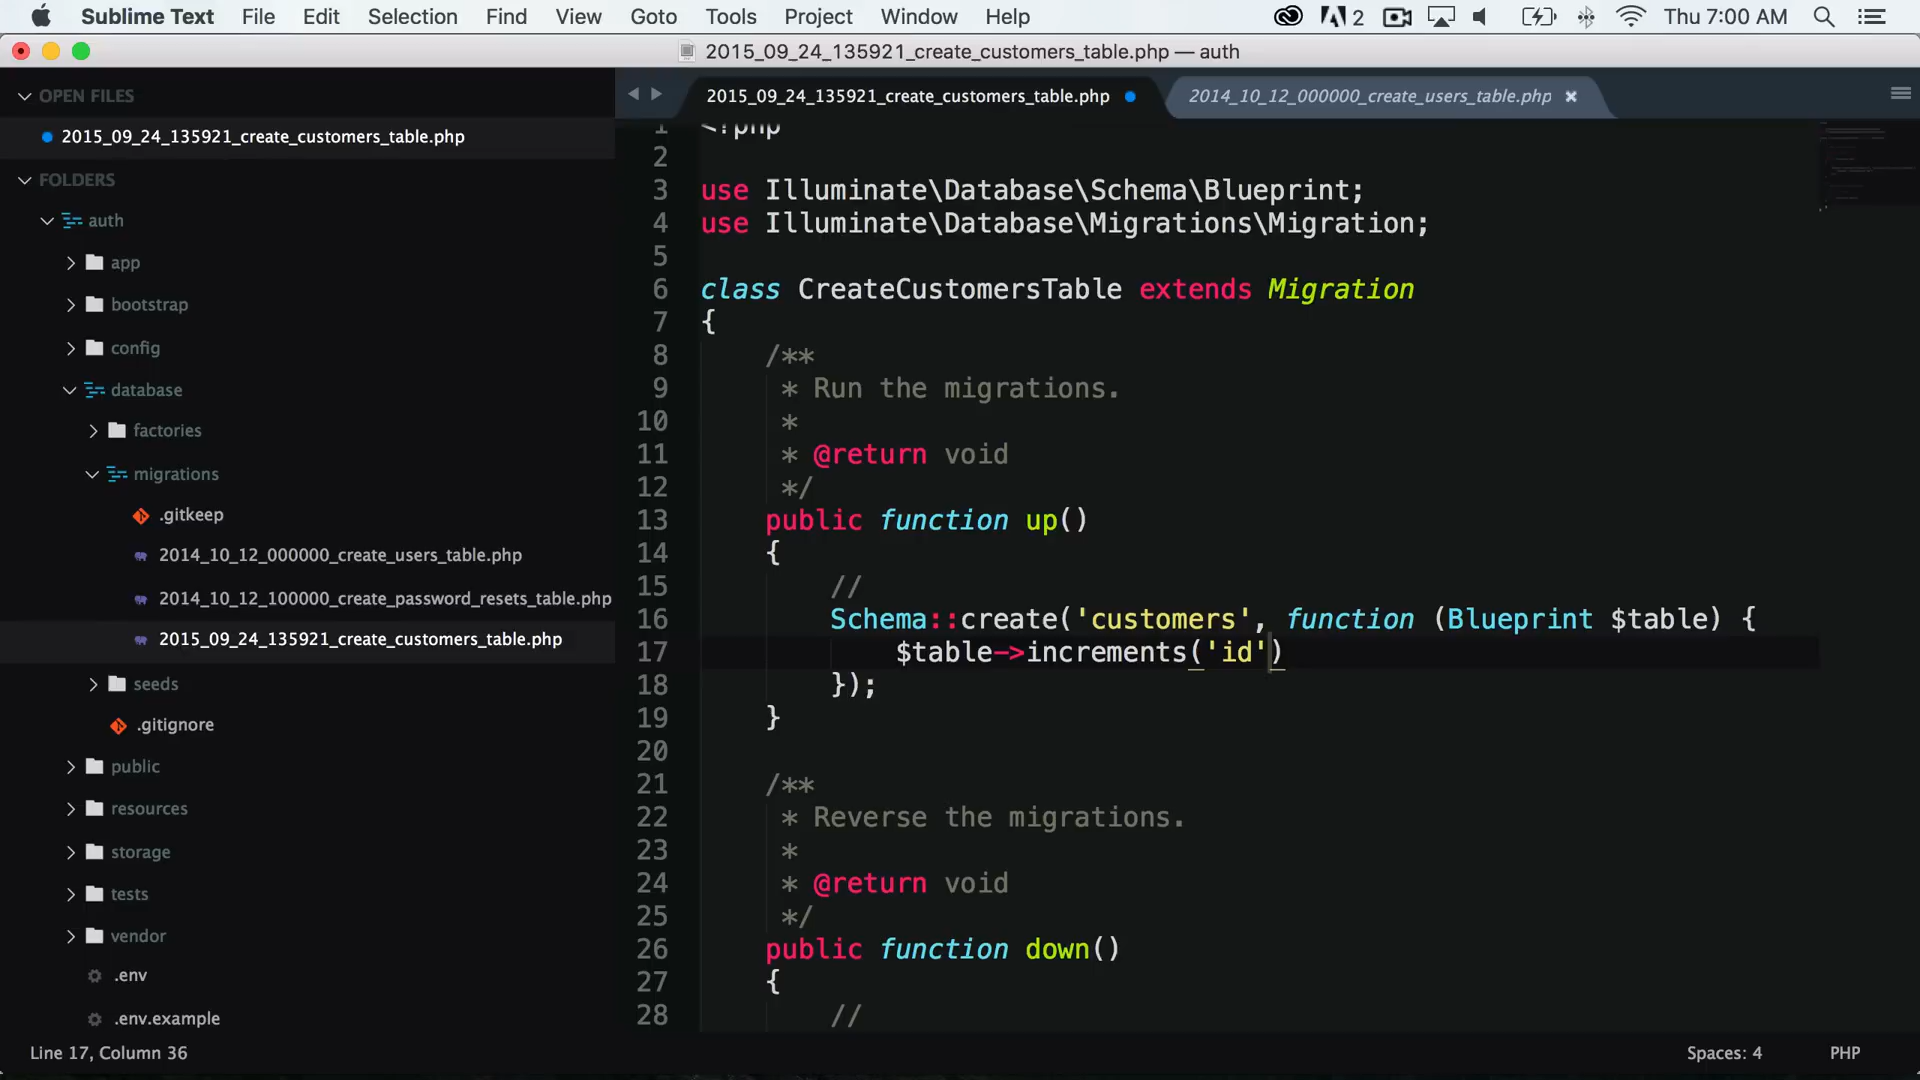 Sublime Text File Edit Selection Find View Goto Tools Project Window Help 2 Thu 7:00 AM
2015_09_24_135921_create_customers_table.php — auth
OPEN FILES
2015_09_24_135921_create_customers_table.php
FOLDERS
auth
app
bootstrap
config
database
factories
migrations
.gitkeep
2014_10_12_000000_create_users_table.php
2014_10_12_100000_create_password_resets_table.php
2015_09_24_135921_create_customers_table.php
seeds
.gitignore
public
resources
storage
tests
vendor
.env
.env.example
2015_09_24_135921_create_customers_table.php 2014_10_12_000000_create_users_table.php ×
1 <?php
2
3 use Illuminate\Database\Schema\Blueprint;
4 use Illuminate\Database\Migrations\Migration;
5
6 class CreateCustomersTable extends Migration
7 {
8 /**
9 * Run the migrations.
10 *
11 * @return void
12 */
13 public function up()
14 {
15 //
16 Schema::create('customers', function (Blueprint $table) {
17 $table->increments('id')
18 });
19 }
20
21 /**
22 * Reverse the migrations.
23 *
24 * @return void
25 */
26 public function down()
27 {
28 //
Line 17, Column 36 Spaces: 4 PHP